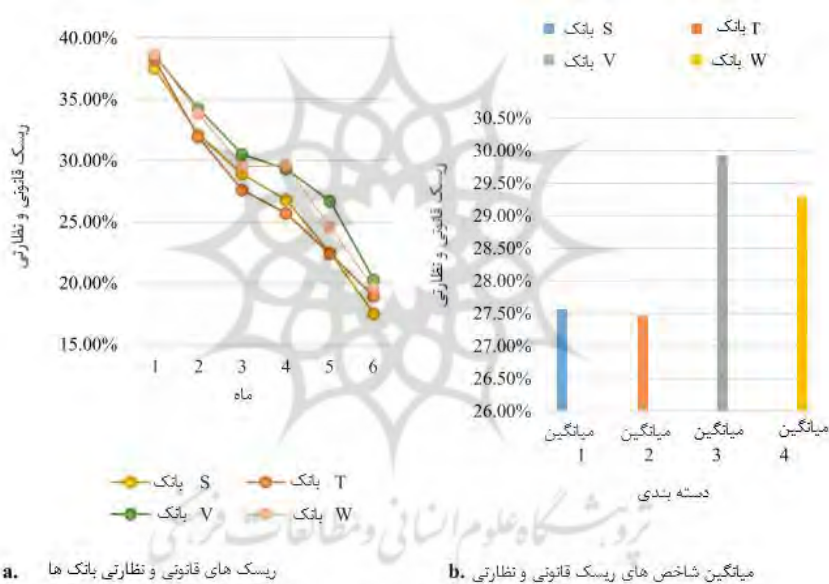 40.00%
35.00%
30.00%
25.00%
20.00%
15.00%
ریسک قانونی و نظارتی
1 2 3 4 5 6
ماه
بانک S بانک T
بانک V بانک W
a. ریسک های قانونی و نظارتی بانک ها
بانک S بانک T
بانک V بانک W
30.50%
30.00%
29.50%
29.00%
28.50%
28.00%
27.50%
27.00%
26.50%
26.00%
ریسک قانونی و نظارتی
میانگین میانگین میانگین میانگین
1 2 3 4
دسته بندی
b. میانگین شاخص های ریسک قانونی و نظارتی
پژوهشگاه علوم انسانی و مطالعات فرهنگی